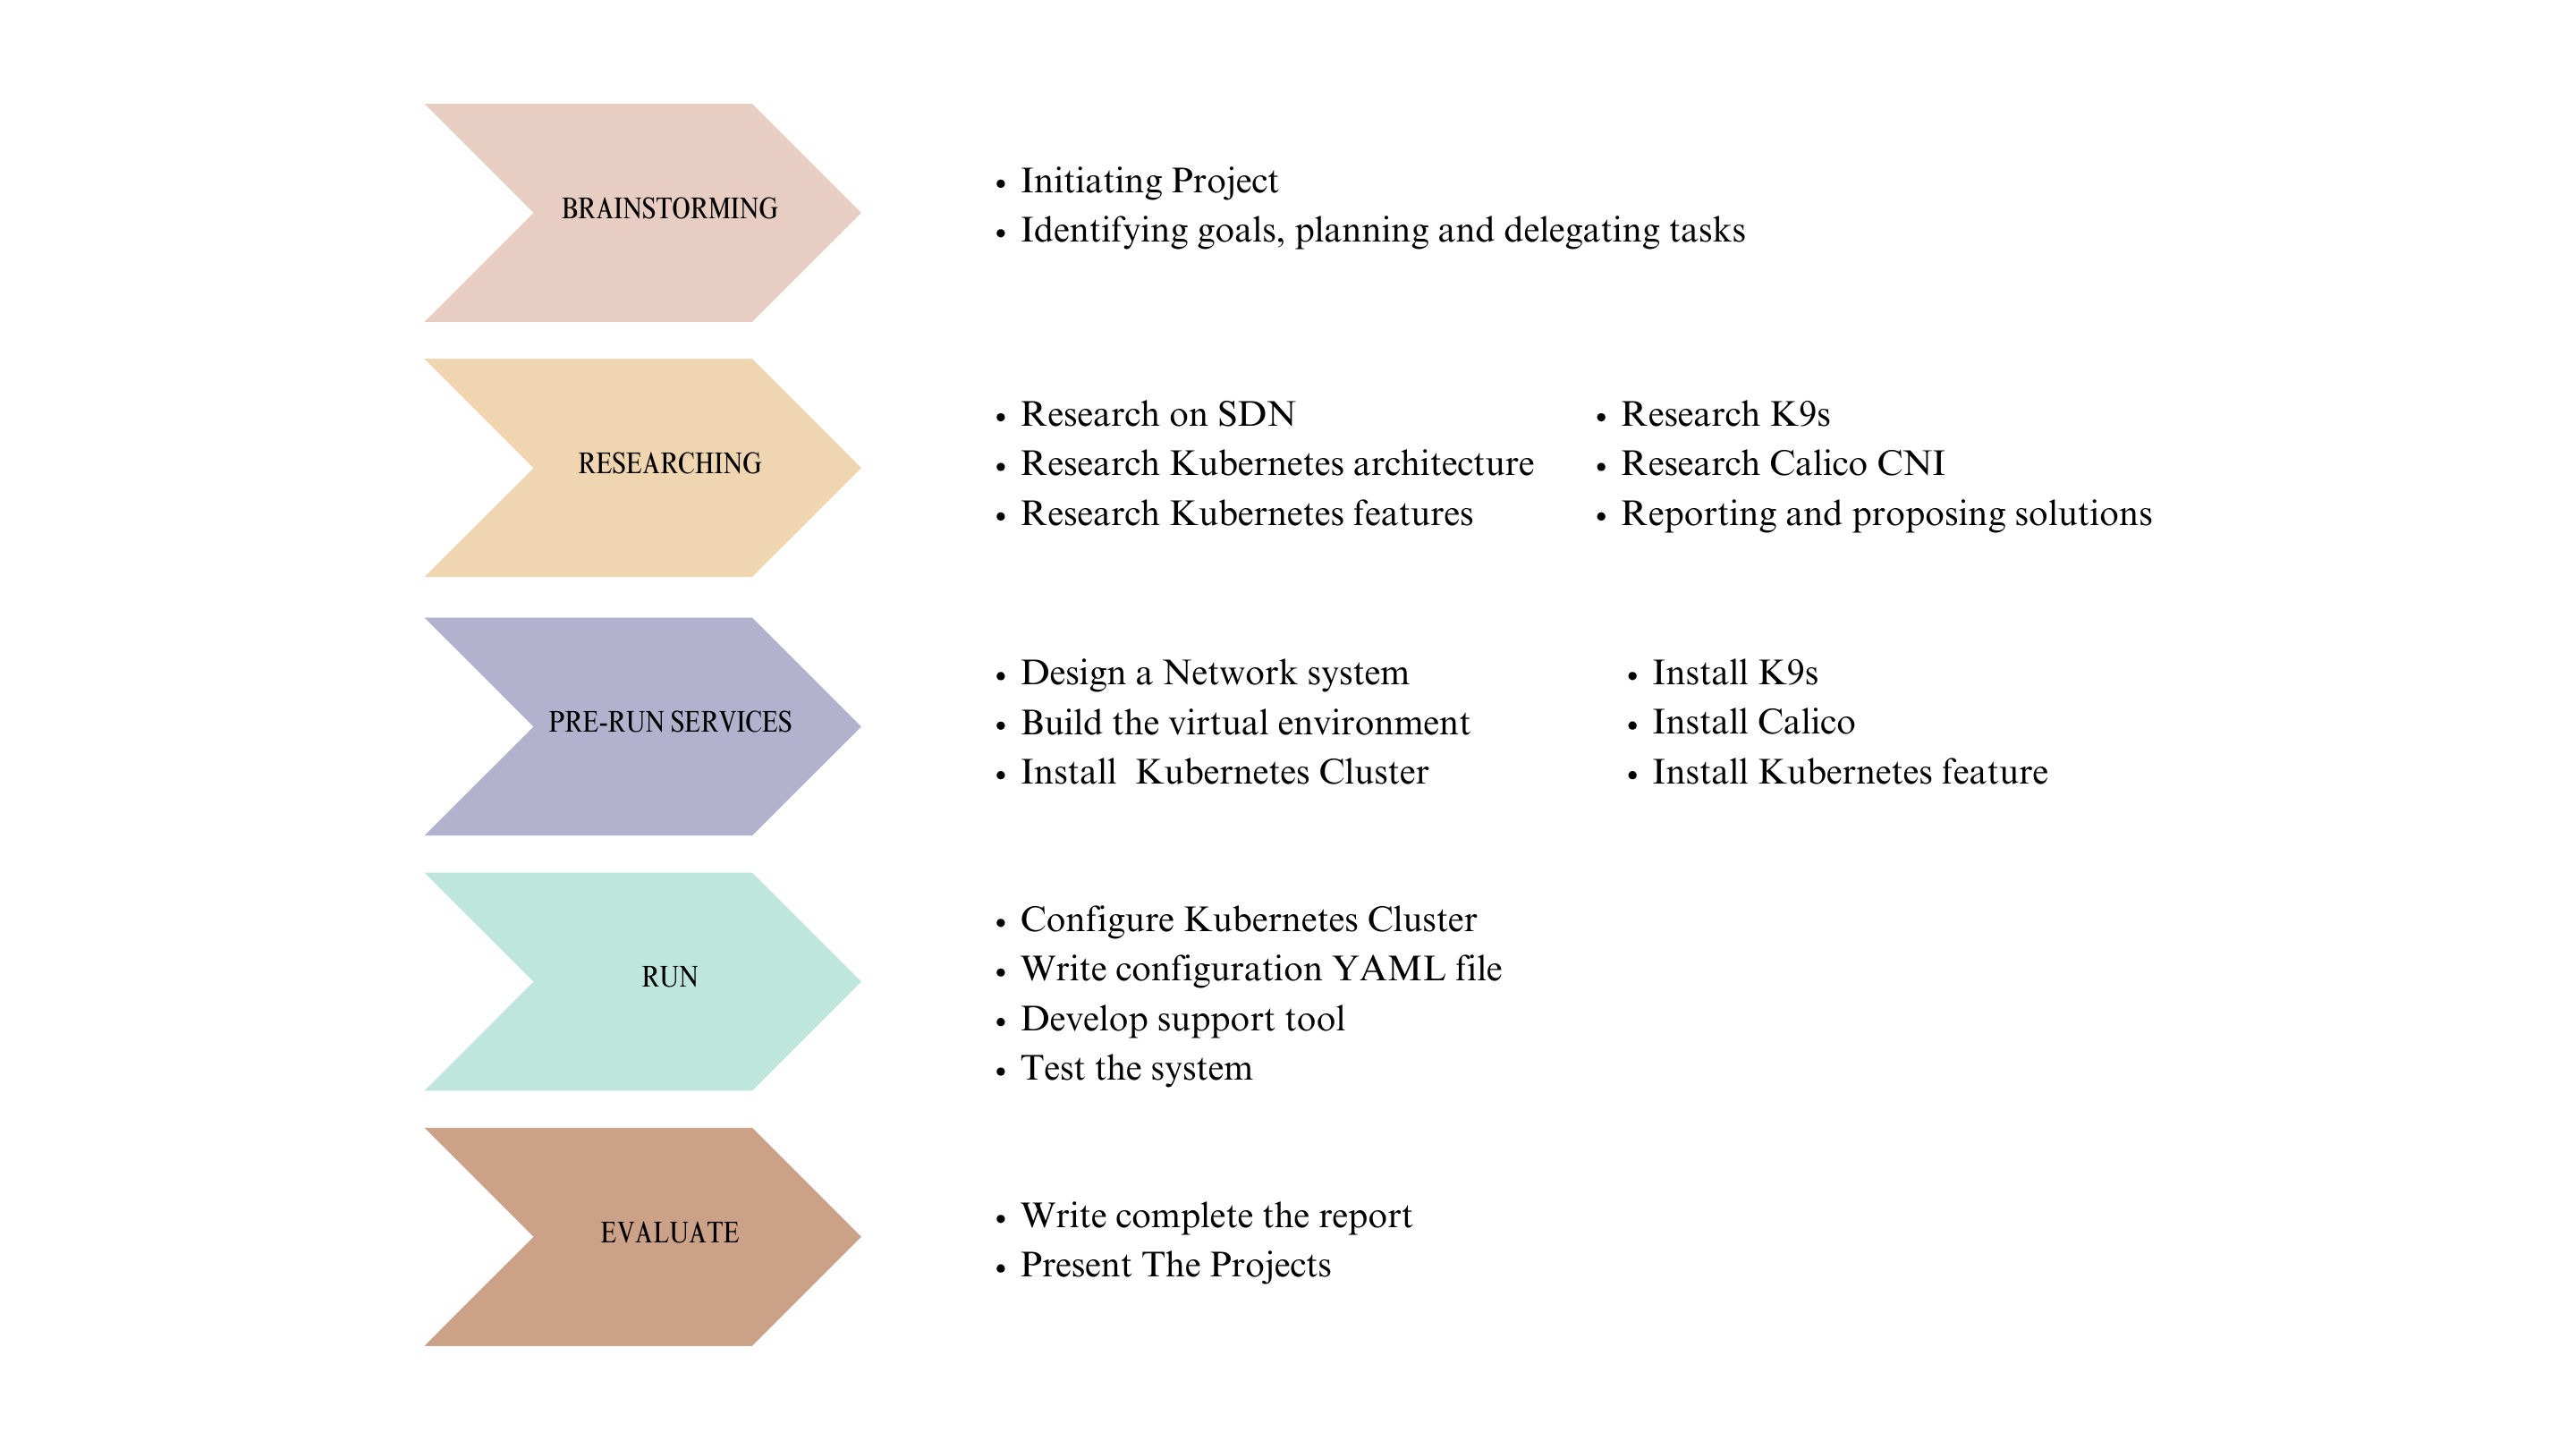 BRAINSTORMING
• Initiating Project
• Identifying goals, planning and delegating tasks
RESEARCHING
• Research on SDN
• Research Kubernetes architecture
• Research Kubernetes features
• Research K9s
• Research Calico CNI
• Reporting and proposing solutions
PRE-RUN SERVICES
• Design a Network system
• Build the virtual environment
• Install  Kubernetes Cluster
• Install K9s
• Install Calico
• Install Kubernetes feature
RUN
• Configure Kubernetes Cluster
• Write configuration YAML file
• Develop support tool
• Test the system
EVALUATE
• Write complete the report
• Present The Projects